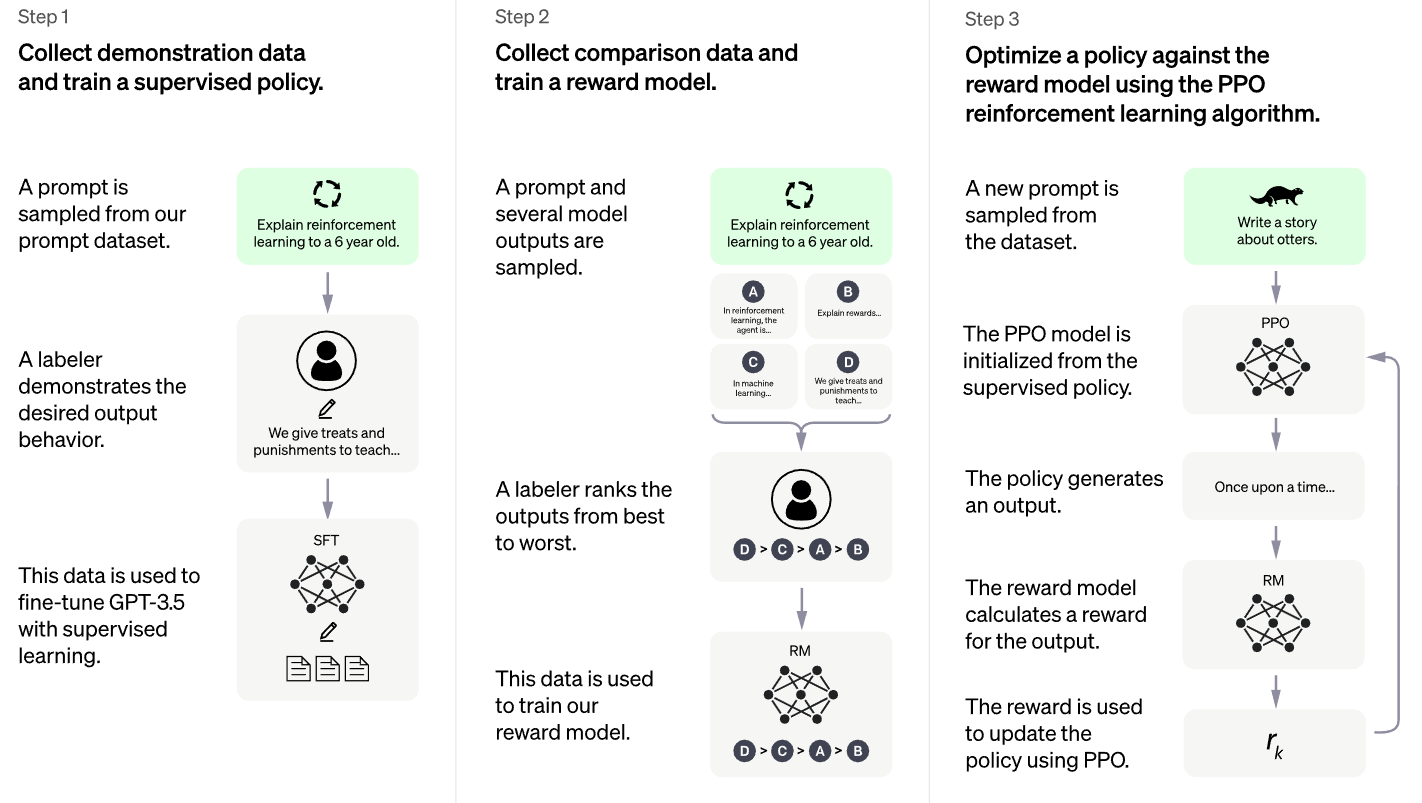 Step 1
Collect demonstration data
and train a supervised policy.
A prompt is
sampled from our
prompt dataset.
Explain reinforcement
learning to a 6 year old.
A labeler
demonstrates the
desired output
behavior.
We give treats and
punishments to teach...
This data is used to
fine-tune GPT-3.5
with supervised
learning.
SFT
Step 2
Collect comparison data and
train a reward model.
A prompt and
several model
outputs are
sampled.
Explain reinforcement
learning to a 6 year old.
A
In reinforcement
learning, the
agent is...
B
Explain rewards...
C
In machine
learning...
D
We give treats and
punishments to
teach...
A labeler ranks the
outputs from best
to worst.
D > C > A > B
This data is used
to train our
reward model.
RM
D > C > A > B
Step 3
Optimize a policy against the
reward model using the PPO
reinforcement learning algorithm.
A new prompt is
sampled from
the dataset.
Write a story
about otters.
The PPO model is
initialized from the
supervised policy.
PPO
The policy generates
an output.
Once upon a time...
The reward model
calculates a reward
for the output.
RM
The reward is used
to update the
policy using PPO.
r_k